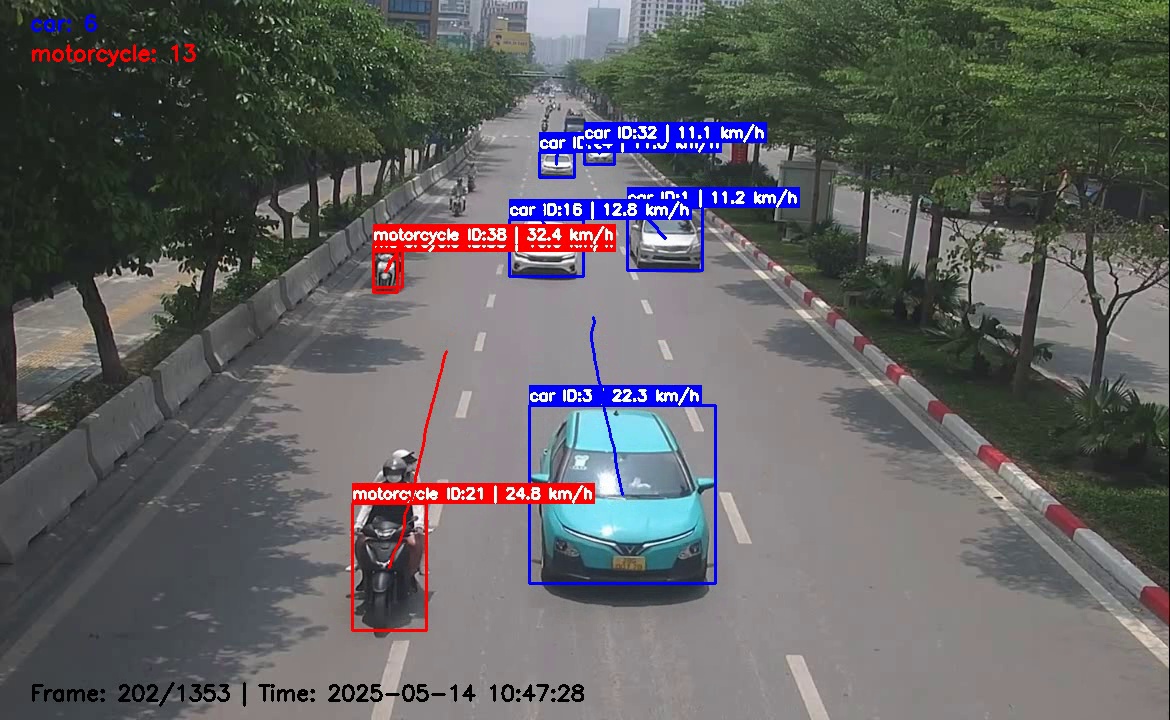 car: 6
motorcycle: 13
car ID:32 | 11.1 km/h
car ID:
car ID:1 | 11.2 km/h
car ID:16 | 12.8 km/h
motorcycle ID:38 | 32.4 km/h
car ID:3 | 22.3 km/h
motorcycle ID:21 | 24.8 km/h
Frame: 202/1353 | Time: 2025-05-14 10:47:28